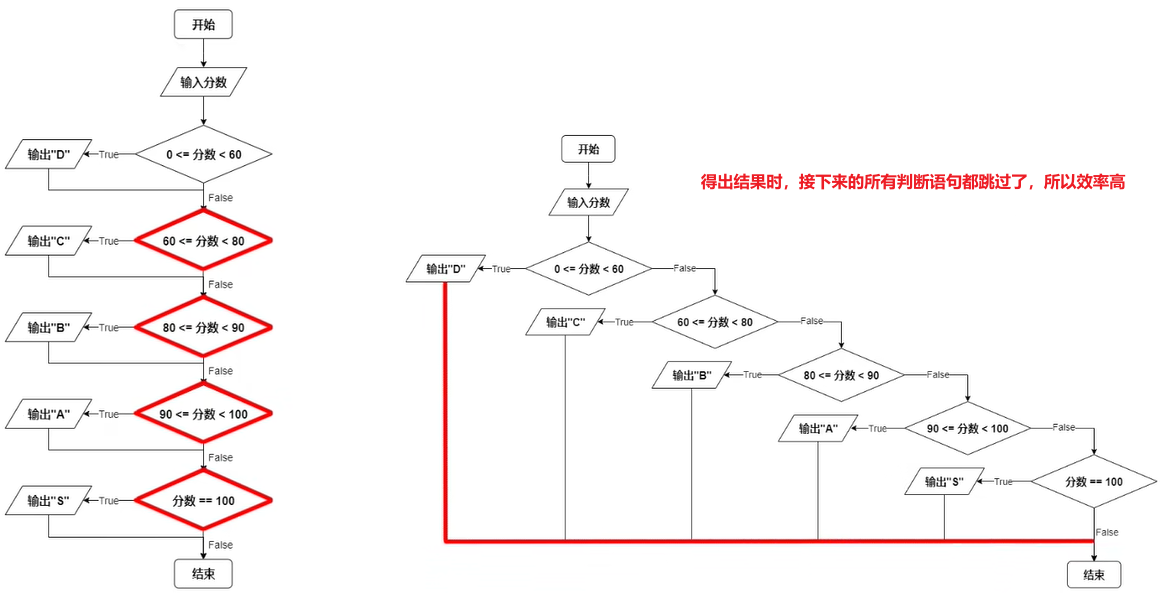 开始
输入分数
0 <= 分数 < 60
True
输出"D"
False
60 <= 分数 < 80
True
输出"C"
False
80 <= 分数 < 90
True
输出"B"
False
90 <= 分数 < 100
True
输出"A"
False
分数 == 100
True
输出"S"
False
结束
得出结果时，接下来的所有判断语句都跳过了，所以效率高
开始
输入分数
输出"D"
True
0 <= 分数 < 60
False
输出"C"
True
60 <= 分数 < 80
False
输出"B"
True
80 <= 分数 < 90
False
输出"A"
True
90 <= 分数 < 100
False
输出"S"
True
分数 == 100
False
结束